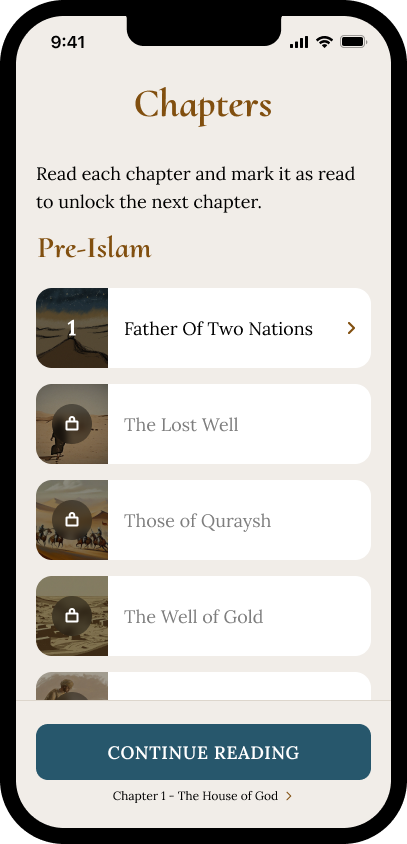 9:41
Chapters
Read each chapter and mark it as read
to unlock the next chapter.
Pre-Islam
1
Father Of Two Nations
The Lost Well
Those of Quraysh
The Well of Gold
CONTINUE READING
Chapter 1 - The House of God